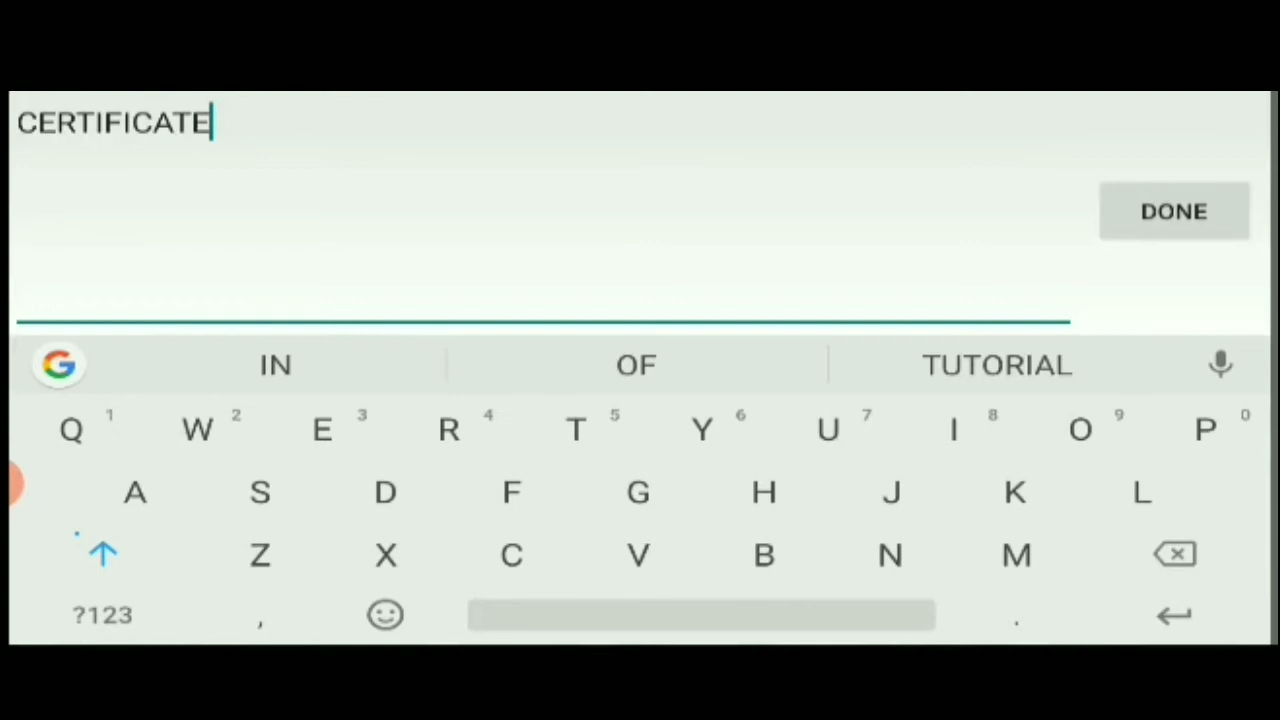 CERTIFICATE
DONE
IN OF TUTORIAL
Q 1 W 2 E 3 R 4 T 5 Y 6 U 7 I 8 O 9 P 0
A S D F G H J K L
Z X C V B N M
?123 , .